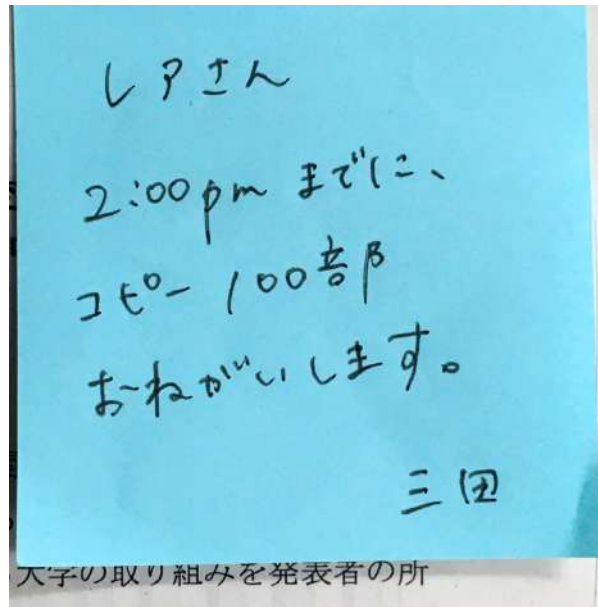 レアさん
2:00pm までに、
コピー 100部
おねがいします。
三田
大学の取り組みを発表者の所